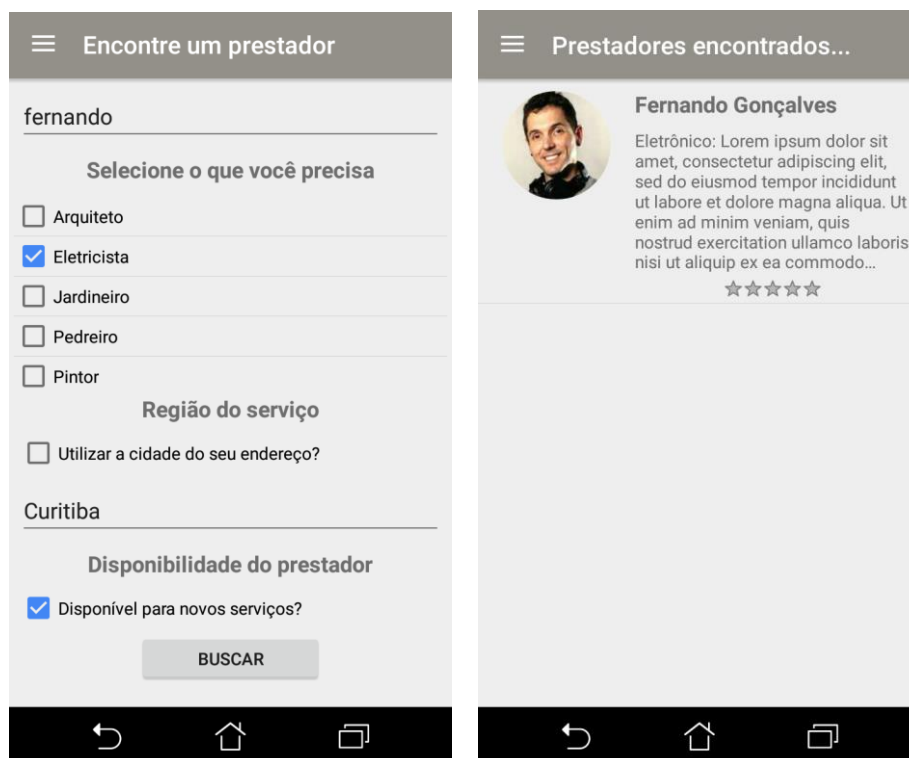 Encontre um prestador
fernando
Selecione o que você precisa
Arquiteto
Eletricista
Jardineiro
Pedreiro
Pintor
Região do serviço
Utilizar a cidade do seu endereço?
Curitiba
Disponibilidade do prestador
Disponível para novos serviços?
BUSCAR
Prestadores encontrados...
Fernando Gonçalves
Eletrônico: Lorem ipsum dolor sit
amet, consectetur adipiscing elit,
sed do eiusmod tempor incididunt
ut labore et dolore magna aliqua. Ut
enim ad minim veniam, quis
nostrud exercitation ullamco laboris
nisi ut aliquip ex ea commodo...